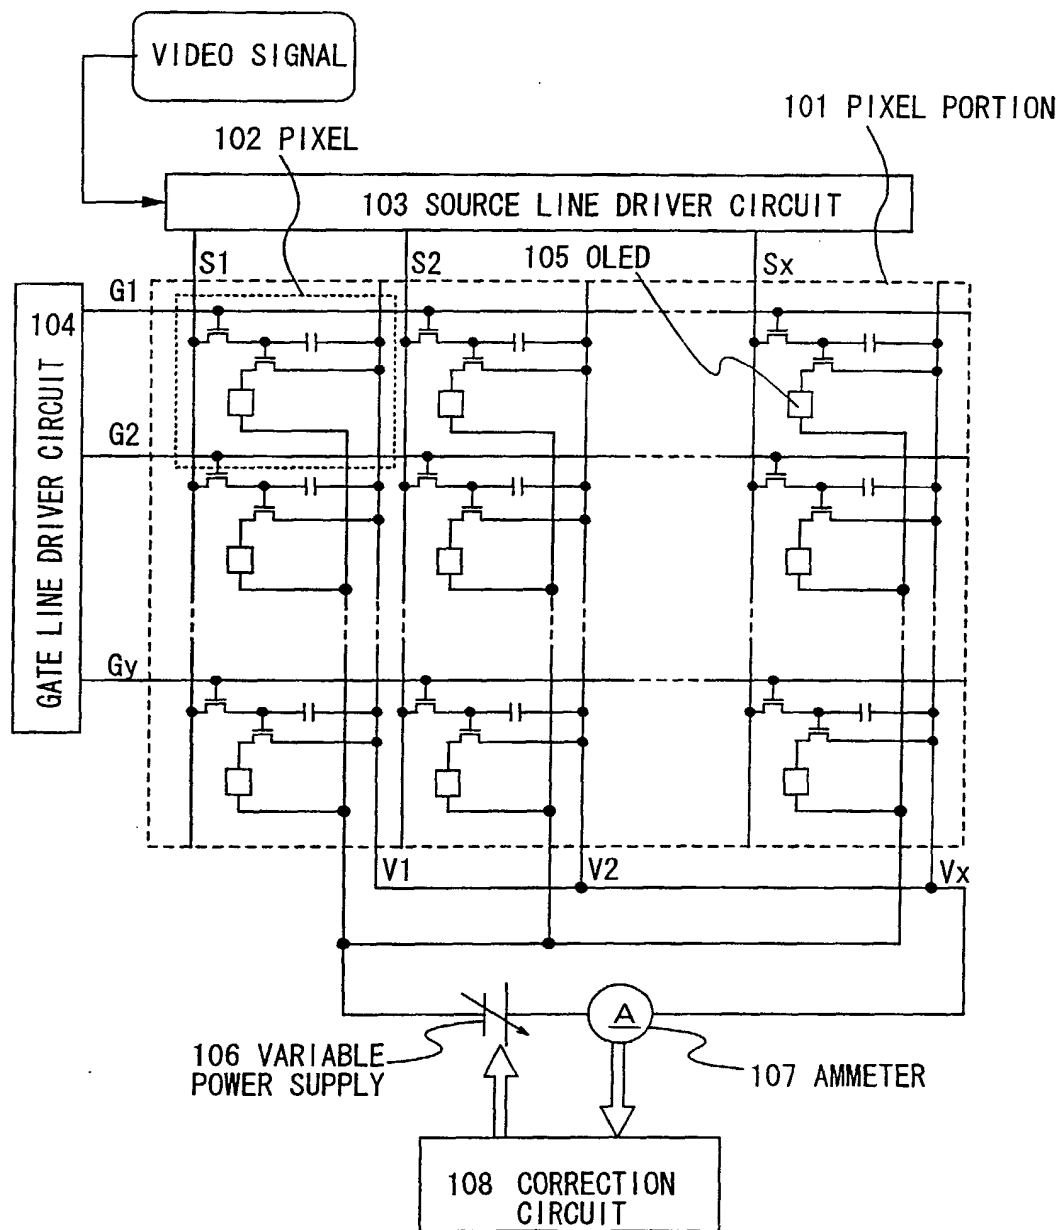 VIDEO SIGNAL
101 PIXEL PORTION
102 PIXEL
103 SOURCE LINE DRIVER CIRCUIT
S1
S2
105 OLED
Sx
G1
104
GATE LINE DRIVER CIRCUIT
G2
Gy
V1
V2
Vx
A
106 VARIABLE
POWER SUPPLY
107 AMMETER
108 CORRECTION
CIRCUIT